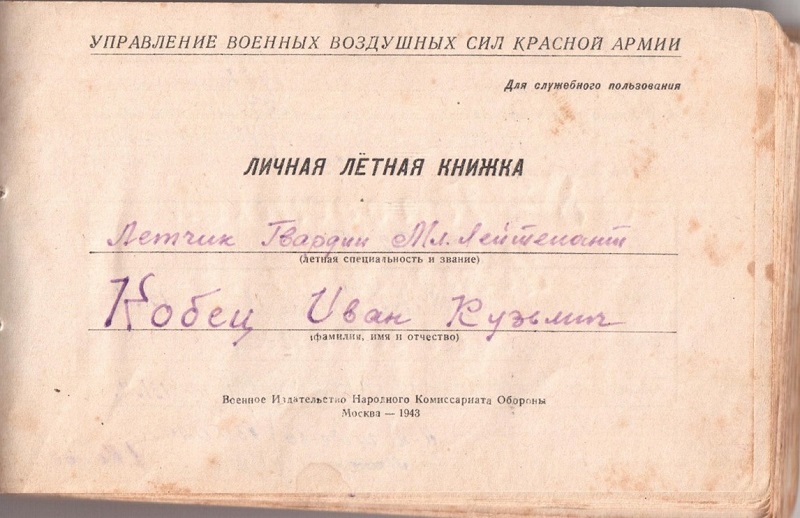 УПРАВЛЕНИЕ ВОЕННЫХ ВОЗДУШНЫХ СИЛ КРАСНОЙ АРМИИ
Для служебного пользования
ЛИЧНАЯ ЛЁТНАЯ КНИЖКА
Летчик Гвардии Мл. Лейтенант
(летная специальность и звание)
Кобец Иван Кузьмич
(фамилия, имя и отчество)
Военное Издательство Народного Комиссариата Обороны
Москва — 1943